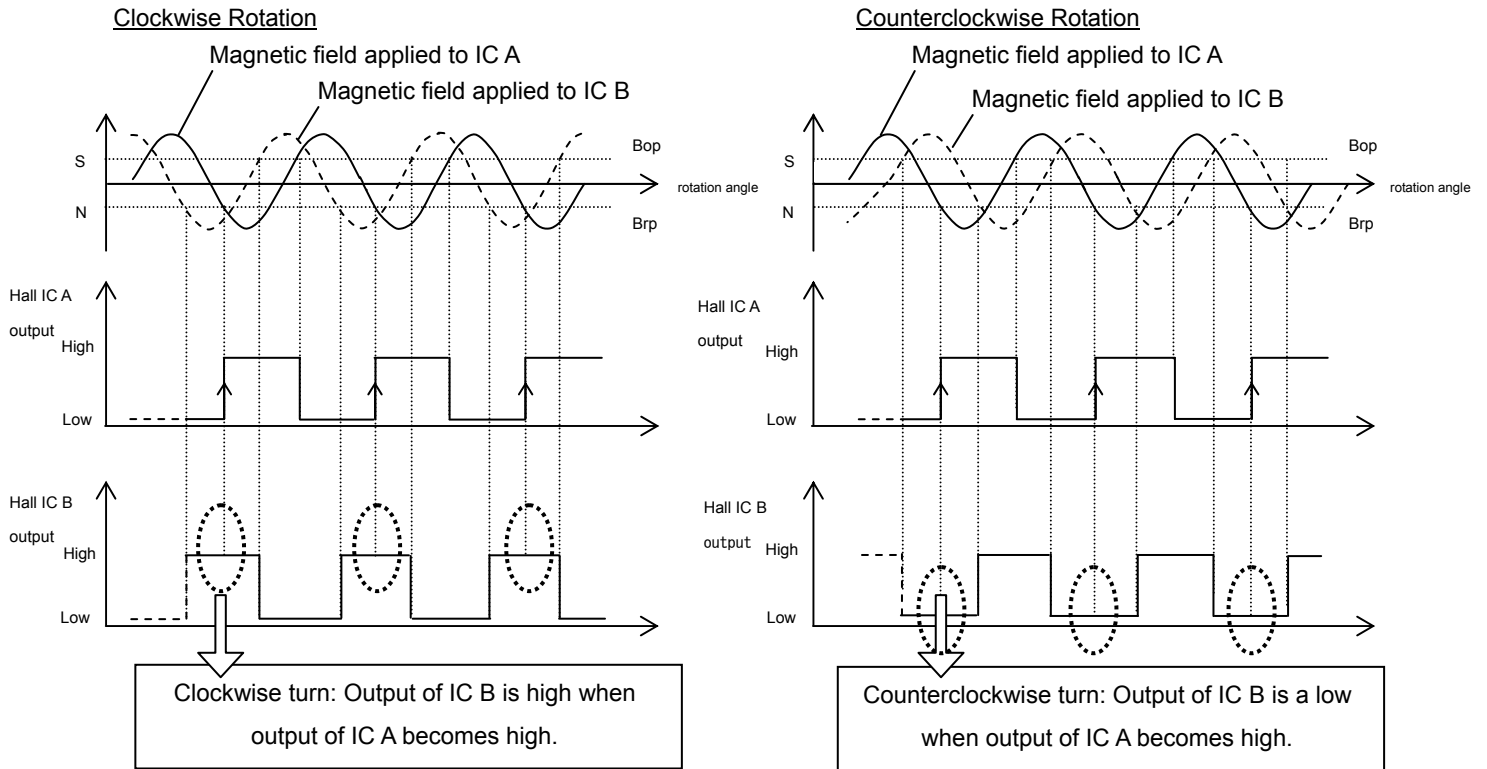 Clockwise Rotation
Magnetic field applied to IC A
Magnetic field applied to IC B
S
N
Bop
Brp
rotation angle
Hall IC A
output
High
Low
Hall IC B
output
High
Low
Clockwise turn: Output of IC B is high when
output of IC A becomes high.
Counterclockwise Rotation
Magnetic field applied to IC A
Magnetic field applied to IC B
S
N
Bop
Brp
rotation angle
Hall IC A
output
High
Low
Hall IC B
output
High
Low
Counterclockwise turn: Output of IC B is a low
when output of IC A becomes high.